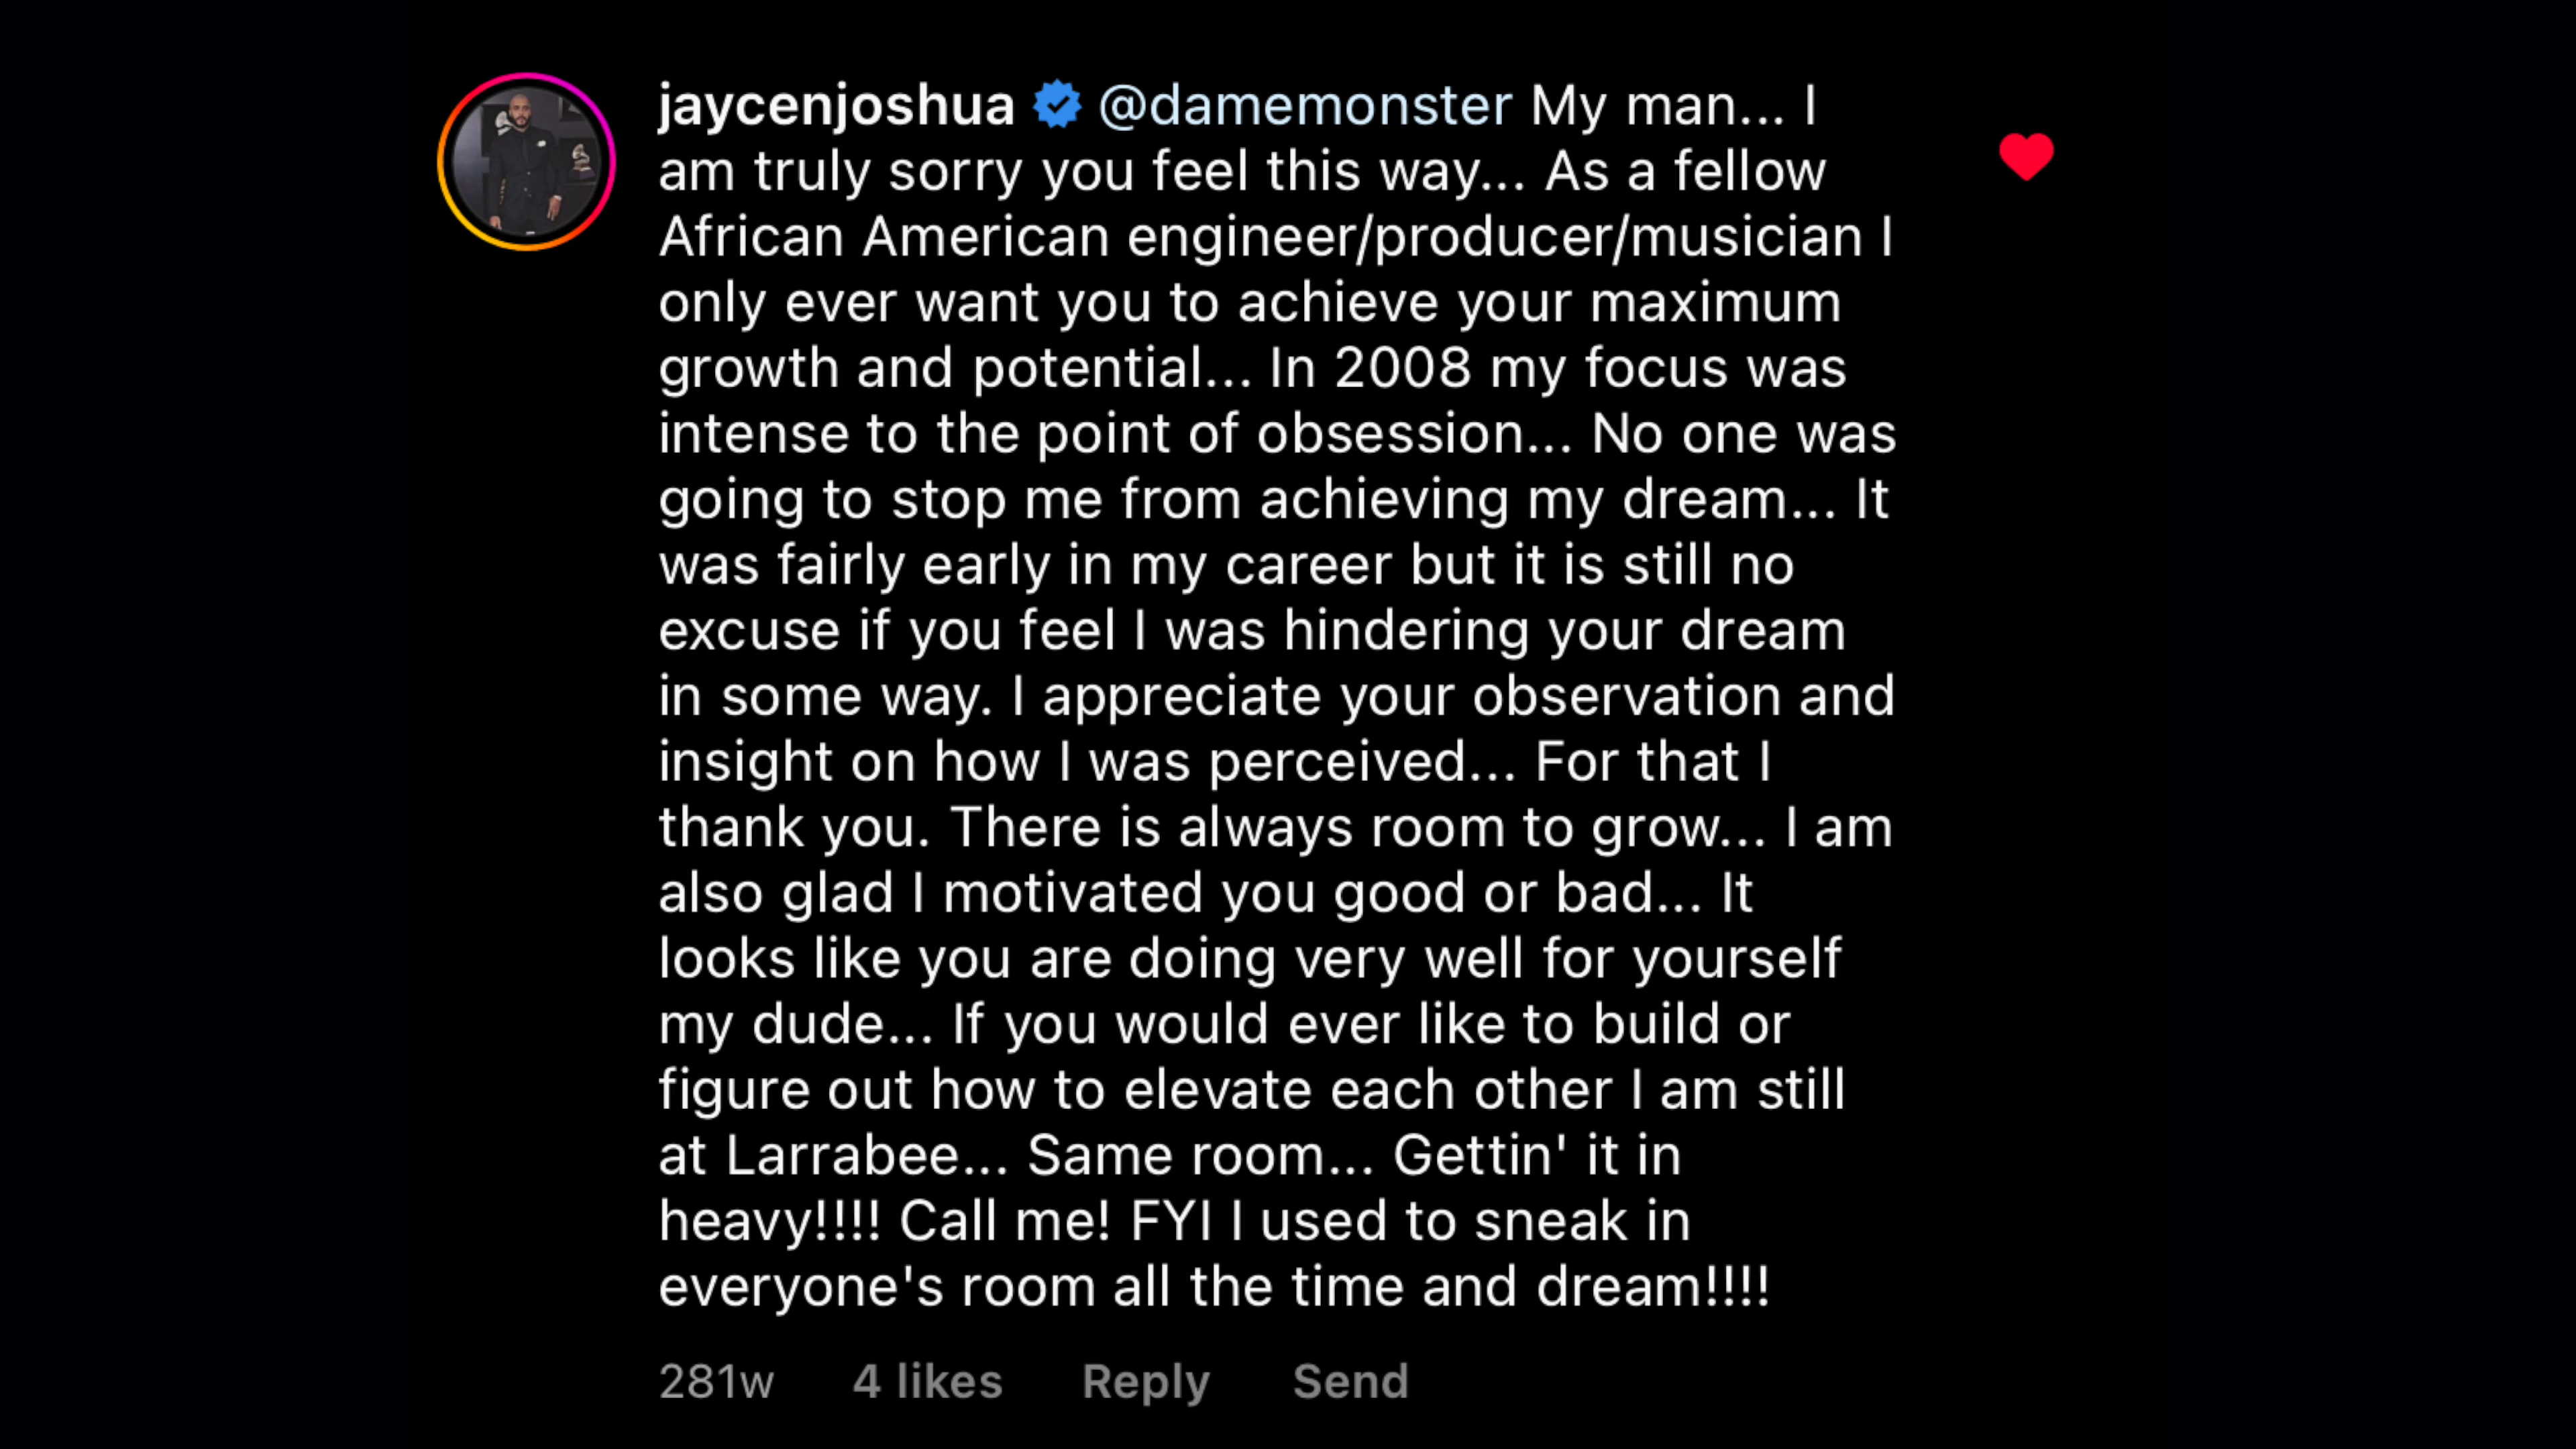 jaycenjoshua @damemonster My man... I
am truly sorry you feel this way... As a fellow
African American engineer/producer/musician I
only ever want you to achieve your maximum
growth and potential... In 2008 my focus was
intense to the point of obsession... No one was
going to stop me from achieving my dream... It
was fairly early in my career but it is still no
excuse if you feel I was hindering your dream
in some way. I appreciate your observation and
insight on how I was perceived... For that I
thank you. There is always room to grow... I am
also glad I motivated you good or bad... It
looks like you are doing very well for yourself
my dude... If you would ever like to build or
figure out how to elevate each other I am still
at Larrabee... Same room... Gettin' it in
heavy!!!! Call me! FYI I used to sneak in
everyone's room all the time and dream!!!!
281w 4 likes Reply Send